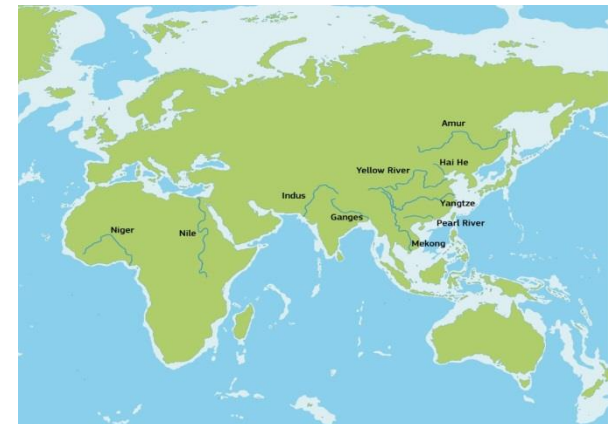 Amur
Hai He
Yellow River
Indus
Yangtze
Ganges
Pearl River
Niger
Nile
Mekong